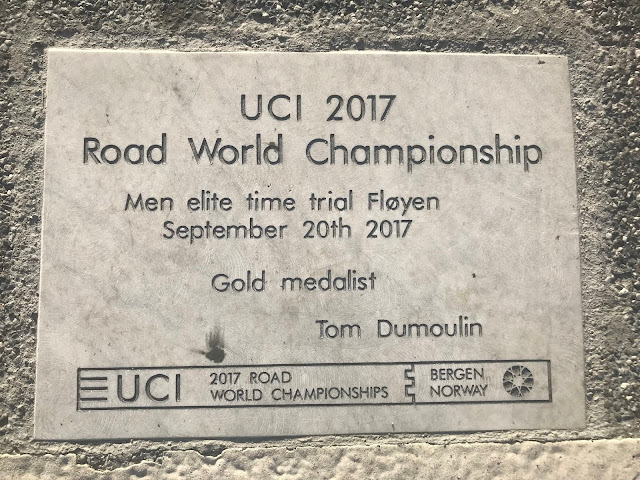 UCI 2017
Road World Championship
Men elite time trial Fløyen
September 20th 2017
Gold medalist
Tom Dumoulin
UCI
2017 ROAD
WORLD CHAMPIONSHIPS
BERGEN
NORWAY